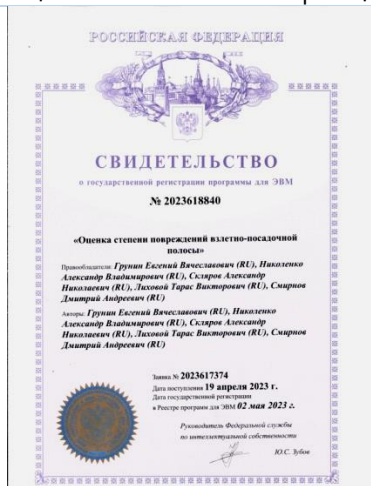 РОССИЙСКАЯ ФЕДЕРАЦИЯ
СВИДЕТЕЛЬСТВО
о государственной регистрации программы для ЭВМ
№ 2023618840
«Оценка степени повреждений взлетно-посадочной
полосы»
Правообладатели: Грунин Евгений Вячеславович (RU), Николенко
Александр Владимирович (RU), Скляров Александр
Николаевич (RU), Лиховой Тарас Викторович (RU), Смирнов
Дмитрий Андреевич (RU)
Авторы: Грунин Евгений Вячеславович (RU), Николенко
Александр Владимирович (RU), Скляров Александр
Николаевич (RU), Лиховой Тарас Викторович (RU), Смирнов
Дмитрий Андреевич (RU)
Заявка № 2023617374
Дата поступления 19 апреля 2023 г.
Дата государственной регистрации
в Реестре программ для ЭВМ 02 мая 2023 г.
Руководитель Федеральной службы
по интеллектуальной собственности
Ю.С. Зубов